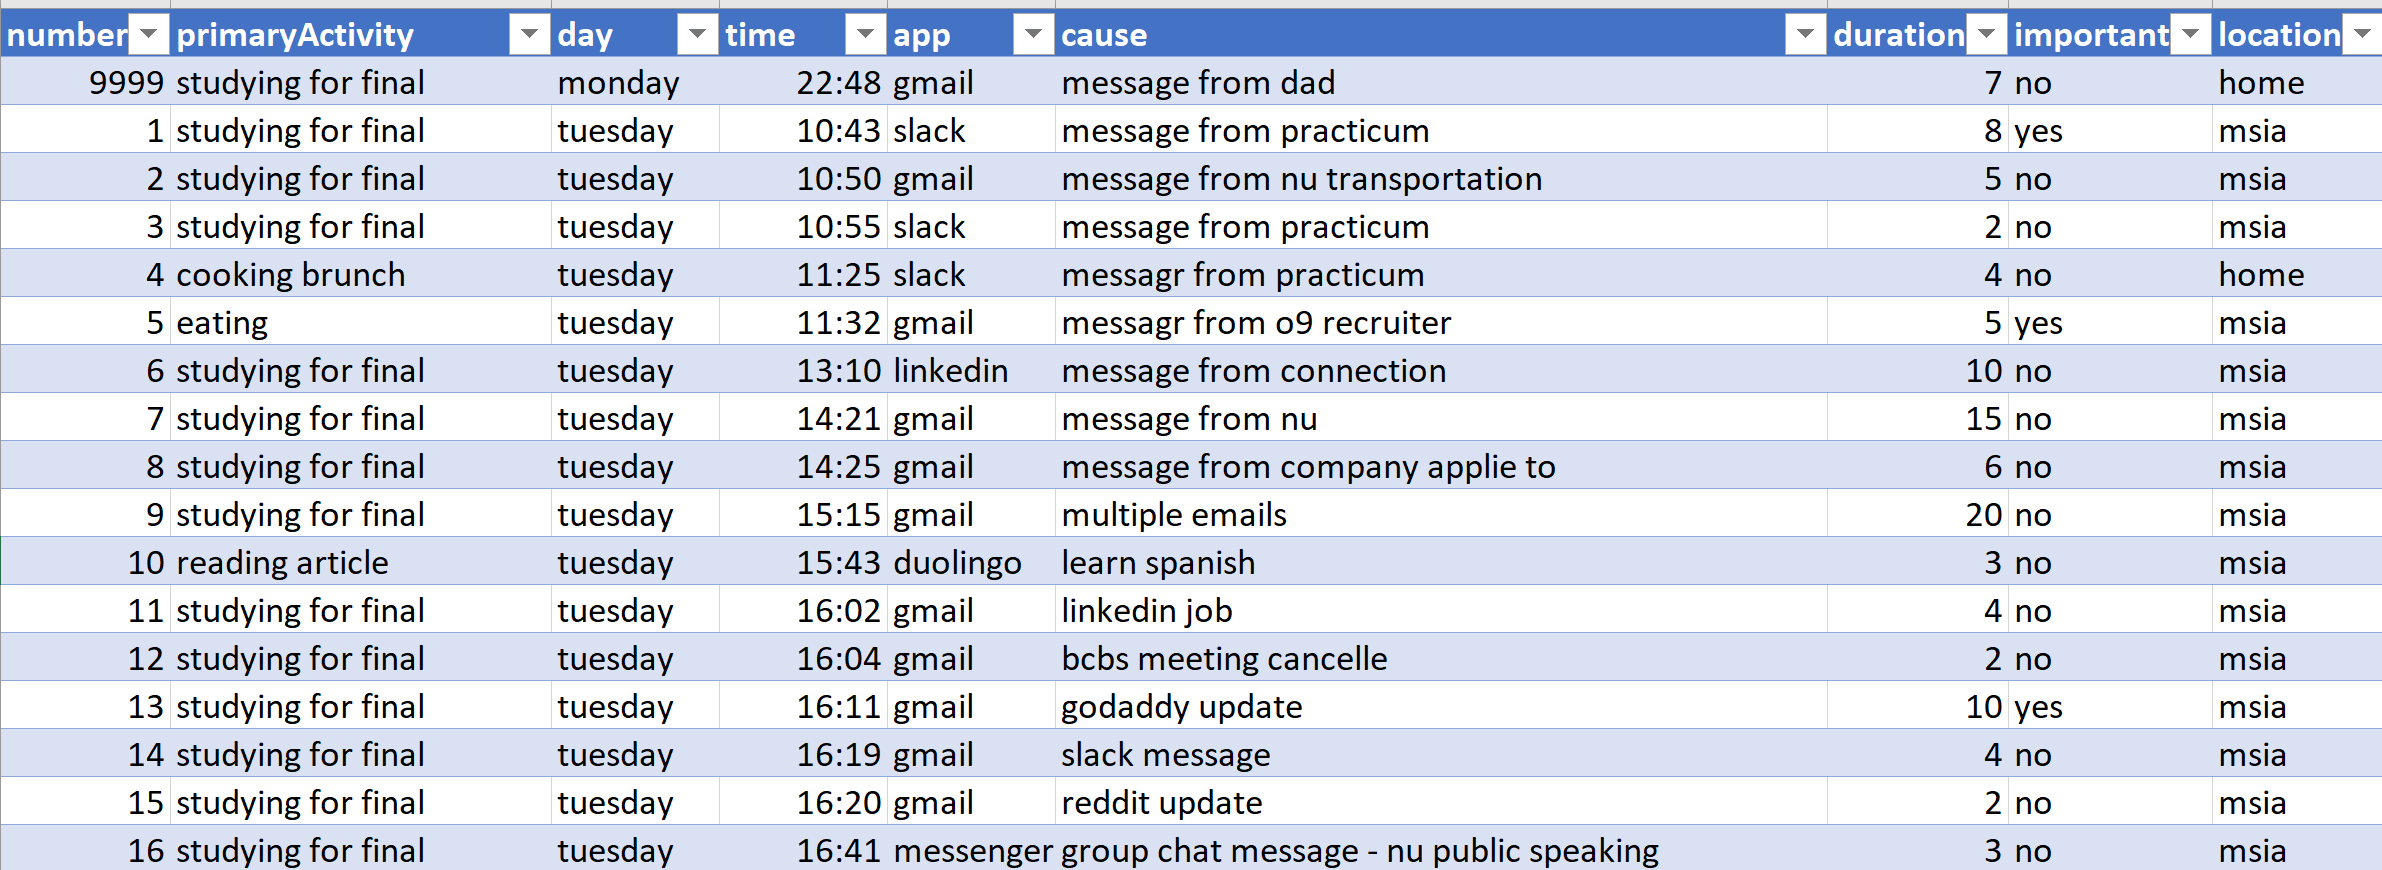 number primaryActivity day time app cause duration important location
9999 studying for final monday 22:48 gmail message from dad 7 no home
1 studying for final tuesday 10:43 slack message from practicum 8 yes msia
2 studying for final tuesday 10:50 gmail message from nu transportation 5 no msia
3 studying for final tuesday 10:55 slack message from practicum 2 no msia
4 cooking brunch tuesday 11:25 slack messagr from practicum 4 no home
5 eating tuesday 11:32 gmail messagr from o9 recruiter 5 yes msia
6 studying for final tuesday 13:10 linkedin message from connection 10 no msia
7 studying for final tuesday 14:21 gmail message from nu 15 no msia
8 studying for final tuesday 14:25 gmail message from company applie to 6 no msia
9 studying for final tuesday 15:15 gmail multiple emails 20 no msia
10 reading article tuesday 15:43 duolingo learn spanish 3 no msia
11 studying for final tuesday 16:02 gmail linkedin job 4 no msia
12 studying for final tuesday 16:04 gmail bcbs meeting cancelle 2 no msia
13 studying for final tuesday 16:11 gmail godaddy update 10 yes msia
14 studying for final tuesday 16:19 gmail slack message 4 no msia
15 studying for final tuesday 16:20 gmail reddit update 2 no msia
16 studying for final tuesday 16:41 messenger group chat message - nu public speaking 3 no msia